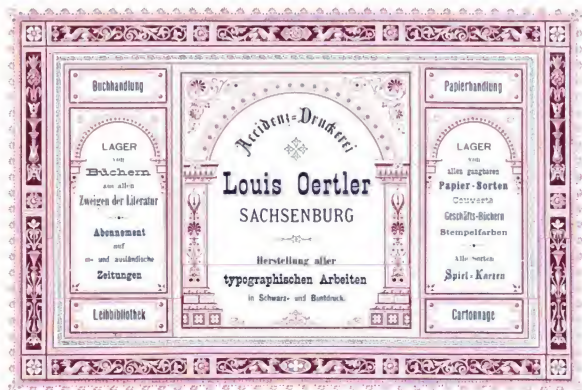 Buchhandlung
LAGER
von
Büchern
aus allen
Zweigen der Literatur
Abonnement
auf
in- und ausländische
Zeitungen
Leihbibliothek
Accidenz-Druckerei
Louis Oertler
SACHSENBURG
Herstellung aller
typographischen Arbeiten
in Schwarz- und Buntdruck.
Papierhandlung
LAGER
von
allen gangbaren
Papier-Sorten
Couverts
Geschäfts-Büchern
Stempelfarben
Alle Sorten
Spiel-Karten
Cartonnage